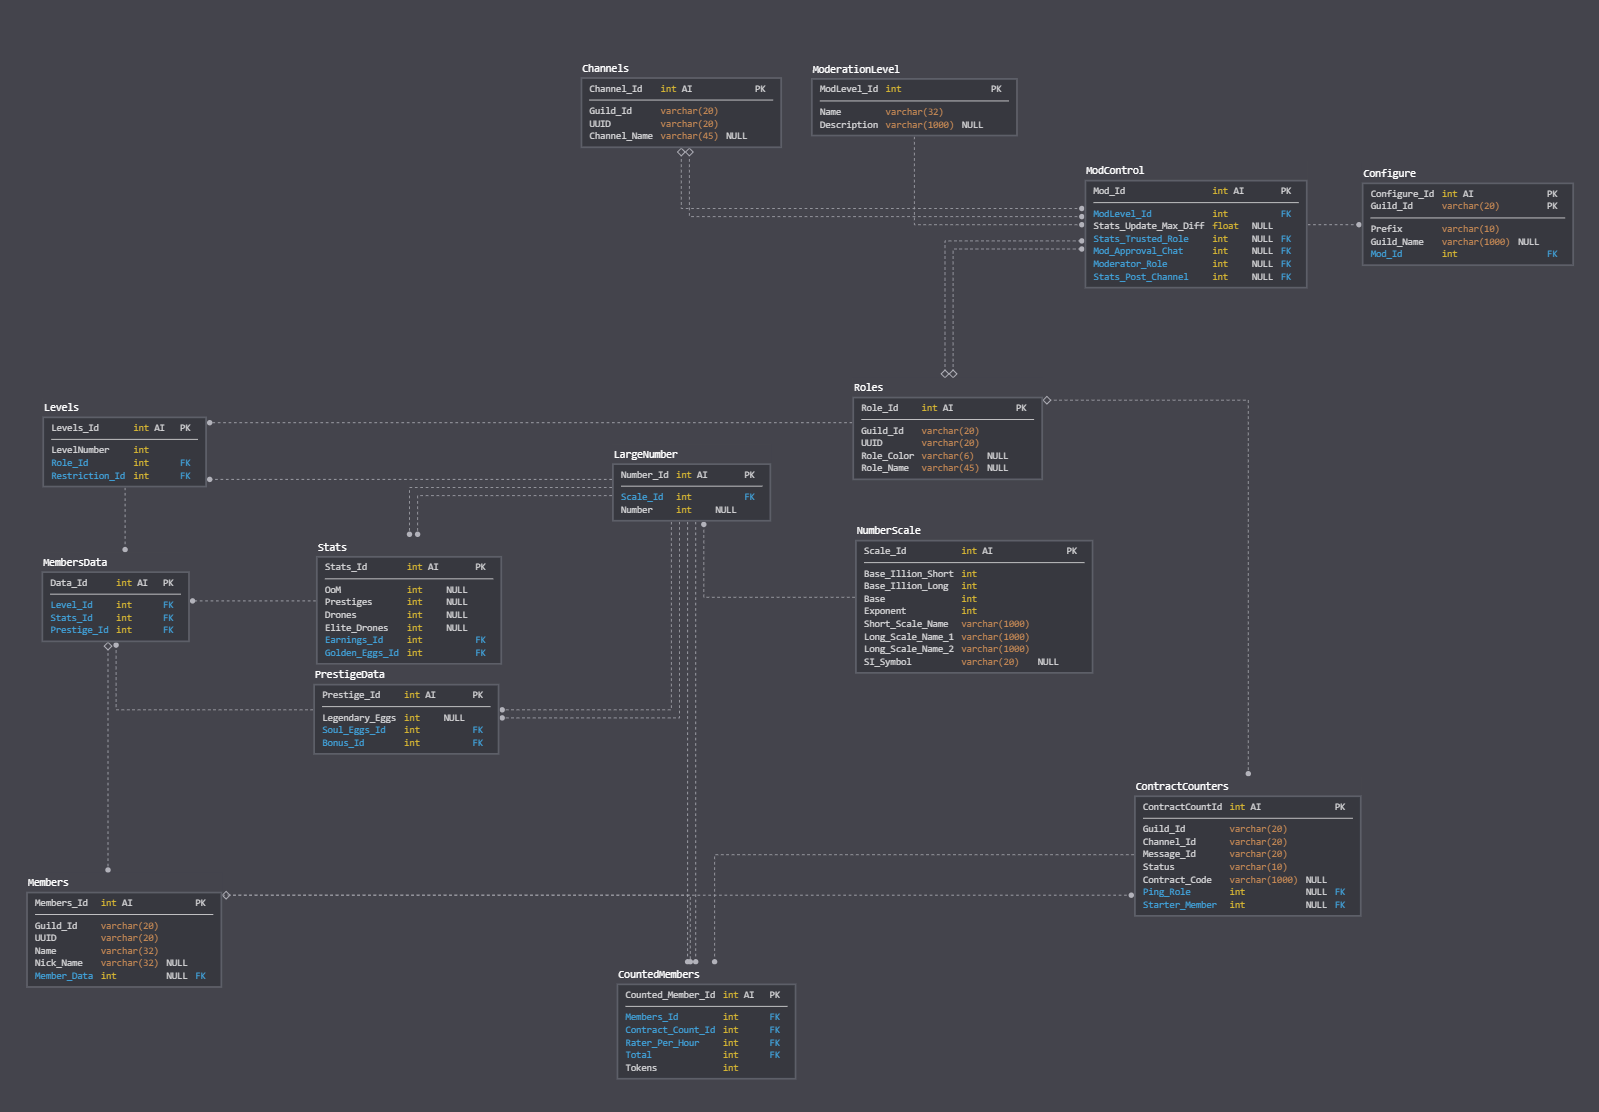 Channels
Channel_Id int AI PK
Guild_Id varchar(20)
UUID varchar(20)
Channel_Name varchar(45) NULL
ModerationLevel
ModLevel_Id int PK
Name varchar(32)
Description varchar(1000) NULL
ModControl
Mod_Id int AI PK
ModLevel_Id int FK
Stats_Update_Max_Diff float NULL
Stats_Trusted_Role int NULL FK
Mod_Approval_Chat int NULL FK
Moderator_Role int NULL FK
Stats_Post_Channel int NULL FK
Configure
Configure_Id int AI PK
Guild_Id varchar(20) PK
Prefix varchar(10)
Guild_Name varchar(1000) NULL
Mod_Id int FK
Roles
Role_Id int AI PK
Guild_Id varchar(20)
UUID varchar(20)
Role_Color varchar(6) NULL
Role_Name varchar(45) NULL
Levels
Levels_Id int AI PK
LevelNumber int
Role_Id int FK
Restriction_Id int FK
LargeNumber
Number_Id int AI PK
Scale_Id int FK
Number int NULL
NumberScale
Scale_Id int AI PK
Base_Illion_Short int
Base_Illion_Long int
Base int
Exponent int
Short_Scale_Name varchar(1000)
Long_Scale_Name_1 varchar(1000)
Long_Scale_Name_2 varchar(1000)
SI_Symbol varchar(20) NULL
MembersData
Data_Id int AI PK
Level_Id int FK
Stats_Id int FK
Prestige_Id int FK
Stats
Stats_Id int AI PK
OoM int NULL
Prestiges int NULL
Drones int NULL
Elite_Drones int NULL
Earnings_Id int FK
Golden_Eggs_Id int FK
PrestigeData
Prestige_Id int AI PK
Legendary_Eggs int NULL
Soul_Eggs_Id int FK
Bonus_Id int FK
ContractCounters
ContractCountId int AI PK
Guild_Id varchar(20)
Channel_Id varchar(20)
Message_Id varchar(20)
Status varchar(10)
Contract_Code varchar(1000) NULL
Ping_Role int NULL FK
Starter_Member int NULL FK
Members
Members_Id int AI PK
Guild_Id varchar(20)
UUID varchar(20)
Name varchar(32)
Nick_Name varchar(32) NULL
Member_Data int NULL FK
CountedMembers
Counted_Member_Id int AI PK
Members_Id int FK
Contract_Count_Id int FK
Rater_Per_Hour int FK
Total int FK
Tokens int